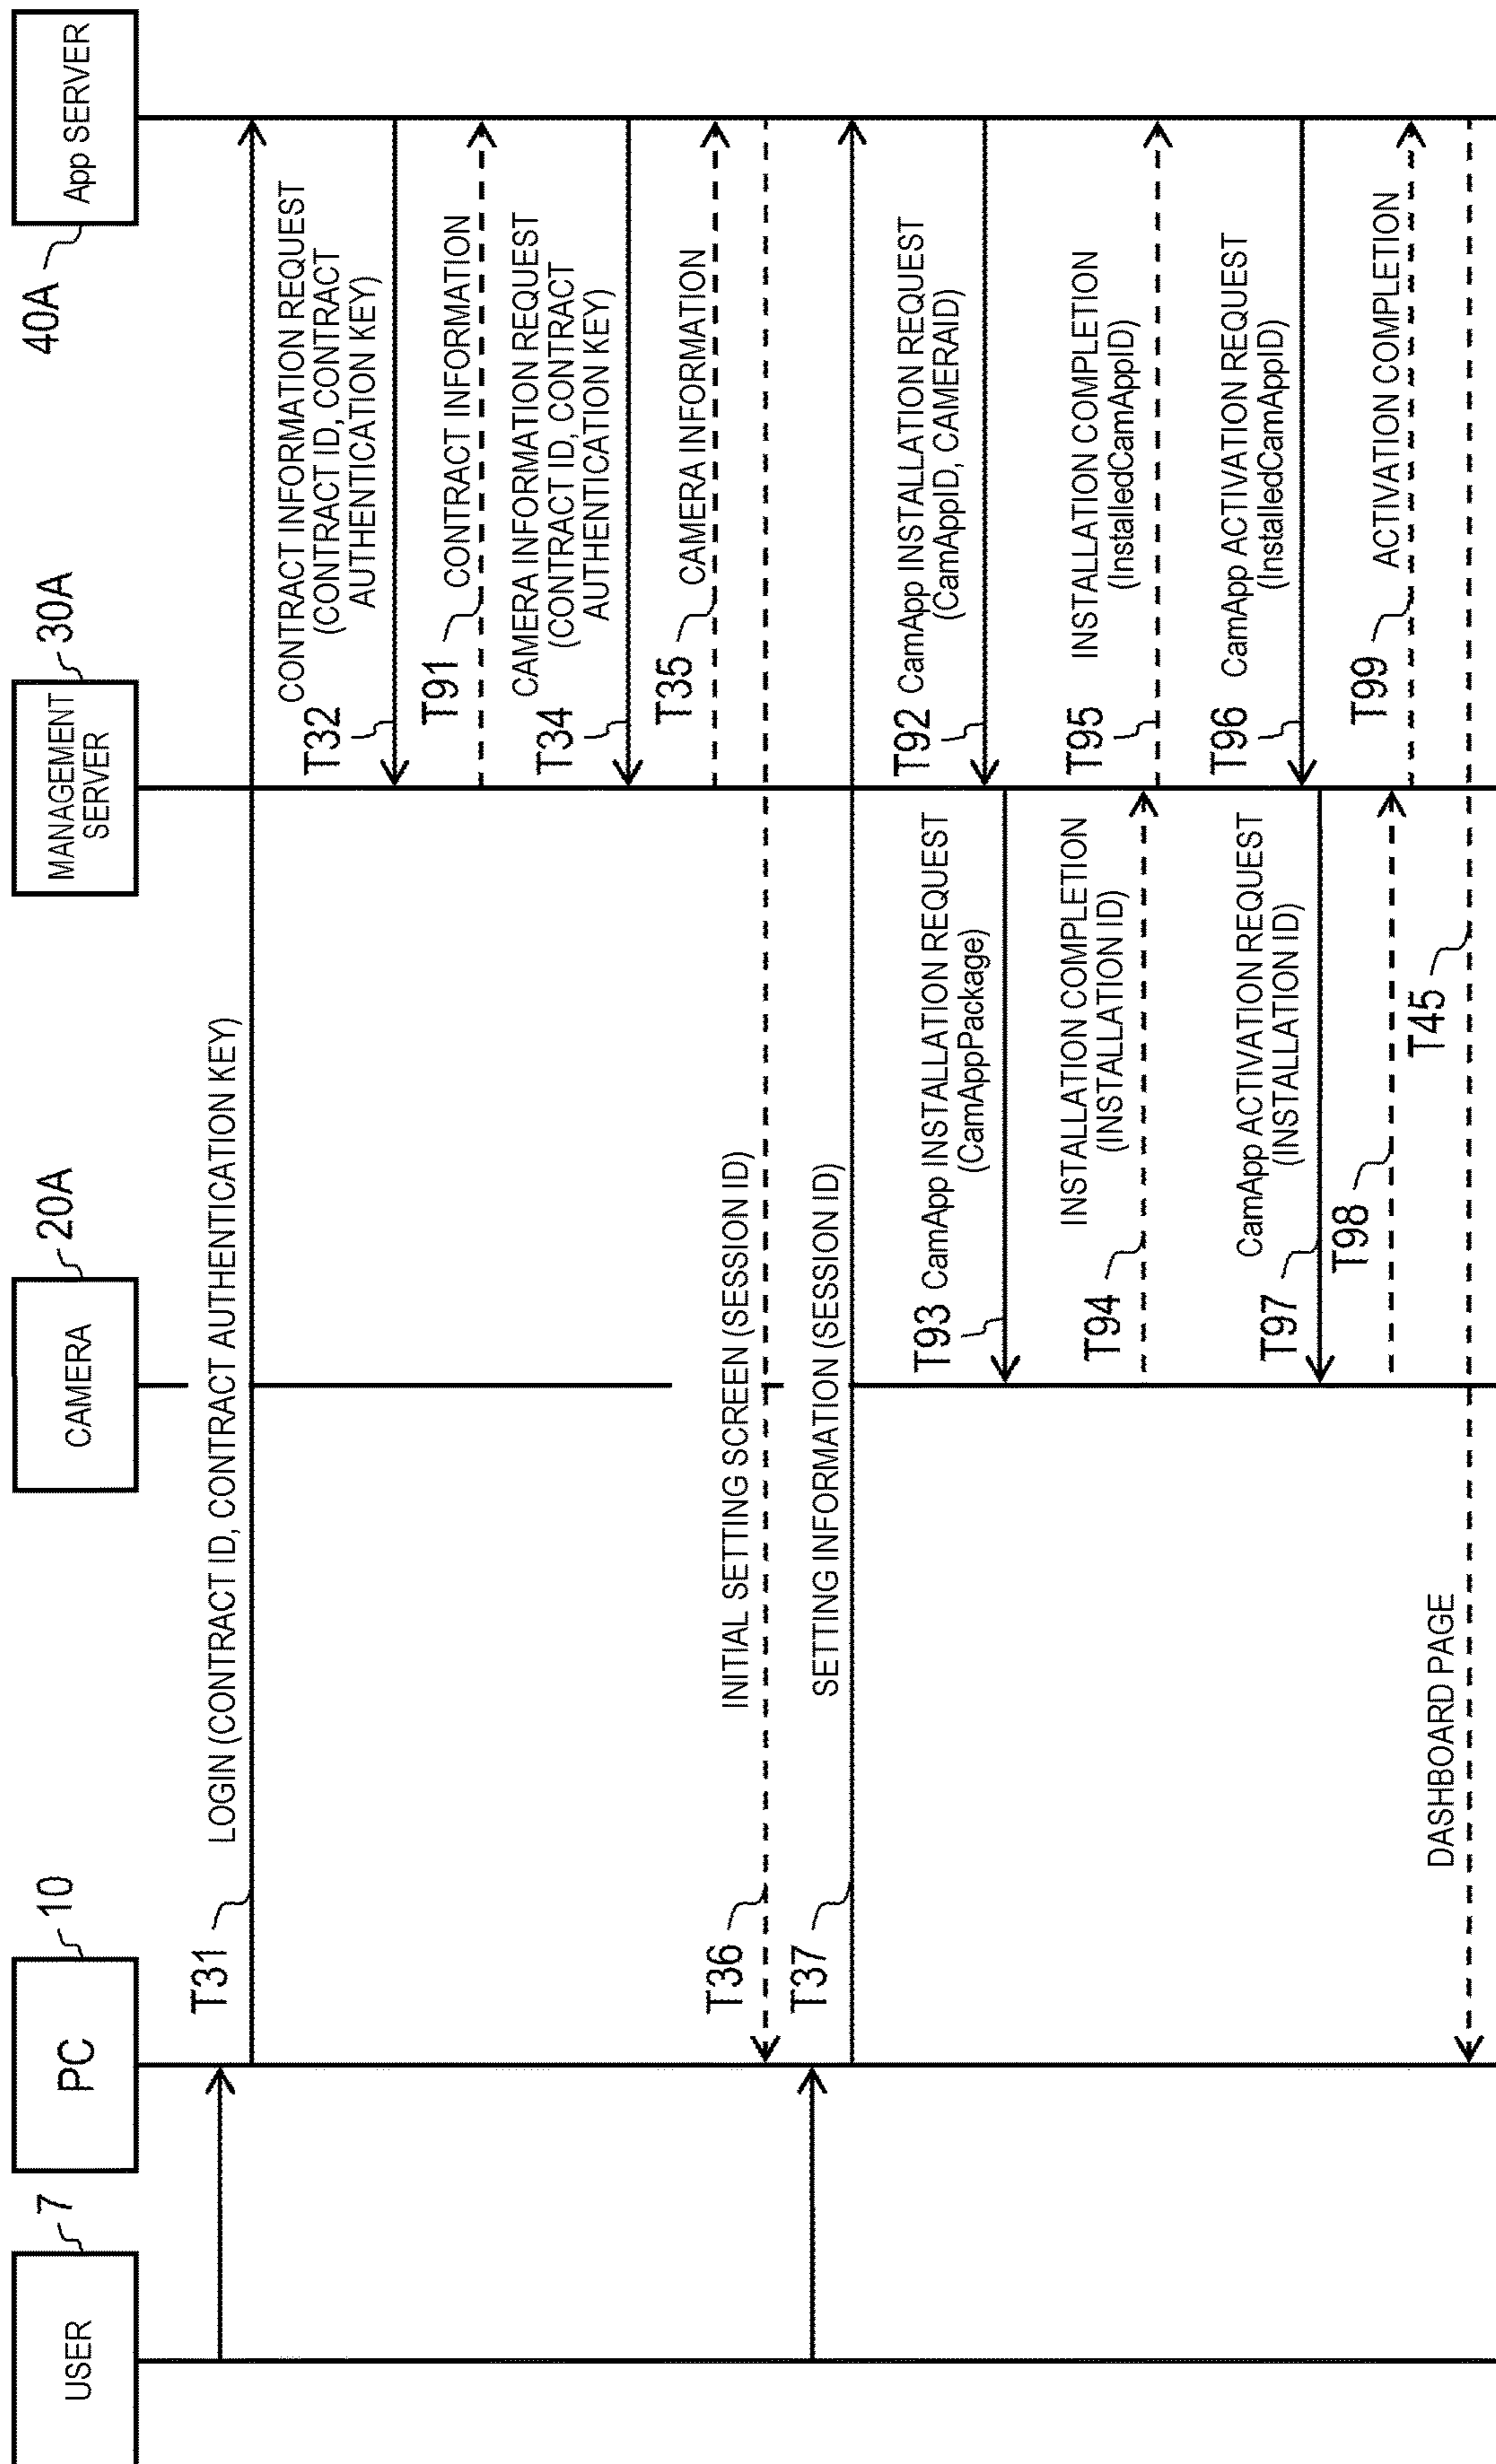 USER
7
PC
10
CAMERA
20A
MANAGEMENT
SERVER
30A
App SERVER
40A
T31
LOGIN (CONTRACT ID, CONTRACT AUTHENTICATION KEY)
CONTRACT INFORMATION REQUEST
(CONTRACT ID, CONTRACT
AUTHENTICATION KEY)
T32
T91
CONTRACT INFORMATION
CAMERA INFORMATION REQUEST
(CONTRACT ID, CONTRACT
AUTHENTICATION KEY)
T34
T35
CAMERA INFORMATION
T36
INITIAL SETTING SCREEN (SESSION ID)
T37
SETTING INFORMATION (SESSION ID)
T92
CamApp INSTALLATION REQUEST
(CamAppID, CAMERAID)
T93
CamApp INSTALLATION REQUEST
(CamAppPackage)
T94
INSTALLATION COMPLETION
(INSTALLATION ID)
T95
INSTALLATION COMPLETION
(InstalledCamAppID)
T96
CamApp ACTIVATION REQUEST
(InstalledCamAppID)
T97
CamApp ACTIVATION REQUEST
(INSTALLATION ID)
T98
T99
ACTIVATION COMPLETION
T45
DASHBOARD PAGE